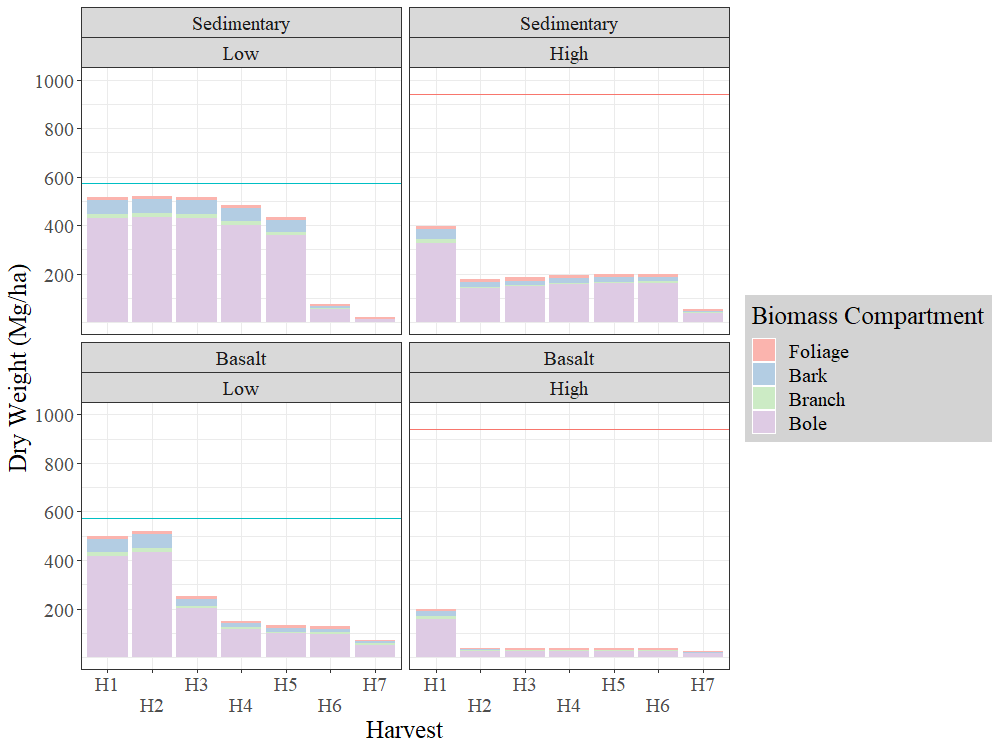 Sedimentary
Sedimentary
Low
High
1000
800
600
400
200
Basalt
Basalt
Low
High
1000
800
600
400
200
Dry Weight (Mg/ha)
H1
H2
H3
H4
H5
H6
H7
H1
H2
H3
H4
H5
H6
H7
Harvest
Biomass Compartment
Foliage
Bark
Branch
Bole